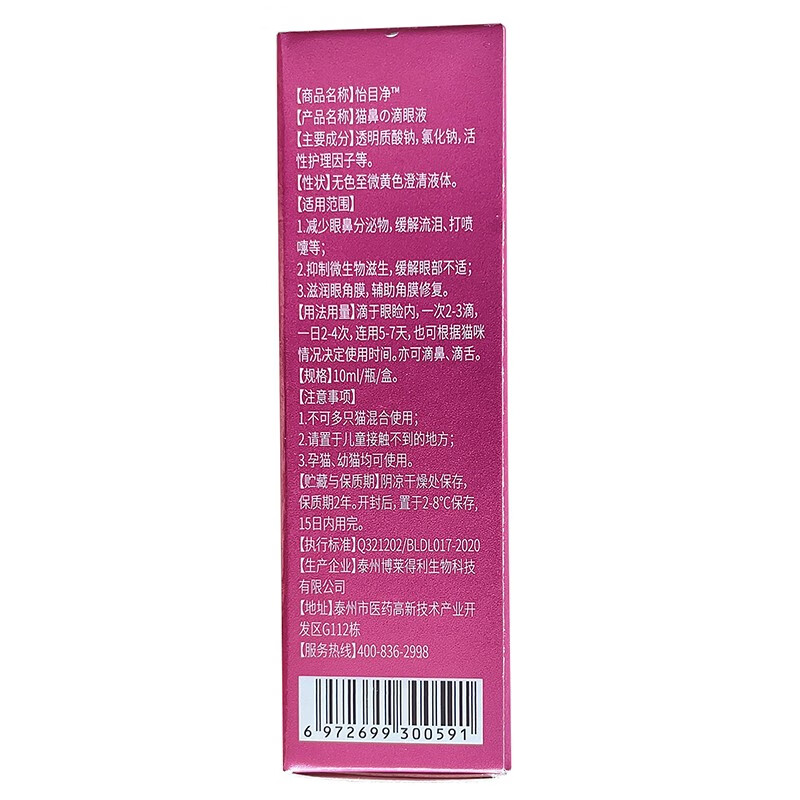 【商品名称】怡目净™
【产品名称】猫鼻の滴眼液
【主要成分】透明质酸钠,氯化钠,活
性护理因子等。
【性状】无色至微黄色澄清液体。
【适用范围】
1.减少眼鼻分泌物,缓解流泪、打喷
嚏等;
2.抑制微生物滋生,缓解眼部不适;
3.滋润眼角膜,辅助角膜修复。
【用法用量】滴于眼睑内,一次2-3滴,
一日2-4次,连用5-7天,也可根据猫咪
情况决定使用时间。亦可滴鼻、滴舌。
【规格】10ml/瓶/盒。
【注意事项】
1.不可多只猫混合使用;
2.请置于儿童接触不到的地方;
3.孕猫、幼猫均可使用。
【贮藏与保质期】阴凉干燥处保存,
保质期2年。开封后,置于2-8°C保存,
15日内用完。
【执行标准】Q321202/BLDL017-2020
【生产企业】泰州博莱得利生物科技
有限公司
【地址】泰州市医药高新技术产业开
发区G112栋
【服务热线】400-836-2998
6 972699 300591